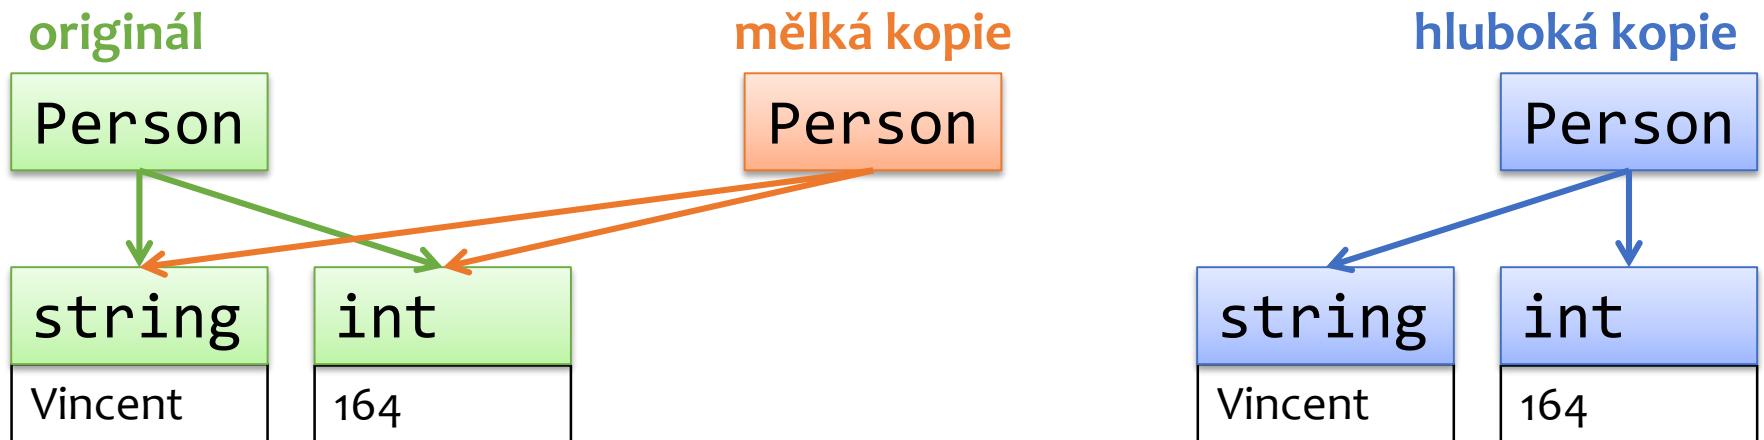 originál
mělká kopie
hluboká kopie
Person
Person
Person
string
int
string
int
Vincent
164
Vincent
164